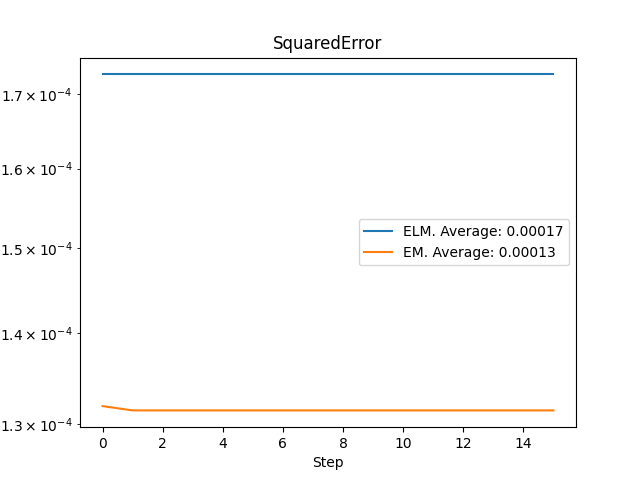 SquaredError
1.7 × 10⁻⁴
1.6 × 10⁻⁴
1.5 × 10⁻⁴
1.4 × 10⁻⁴
1.3 × 10⁻⁴
ELM. Average: 0.00017
EM. Average: 0.00013
0 2 4 6 8 10 12 14
Step